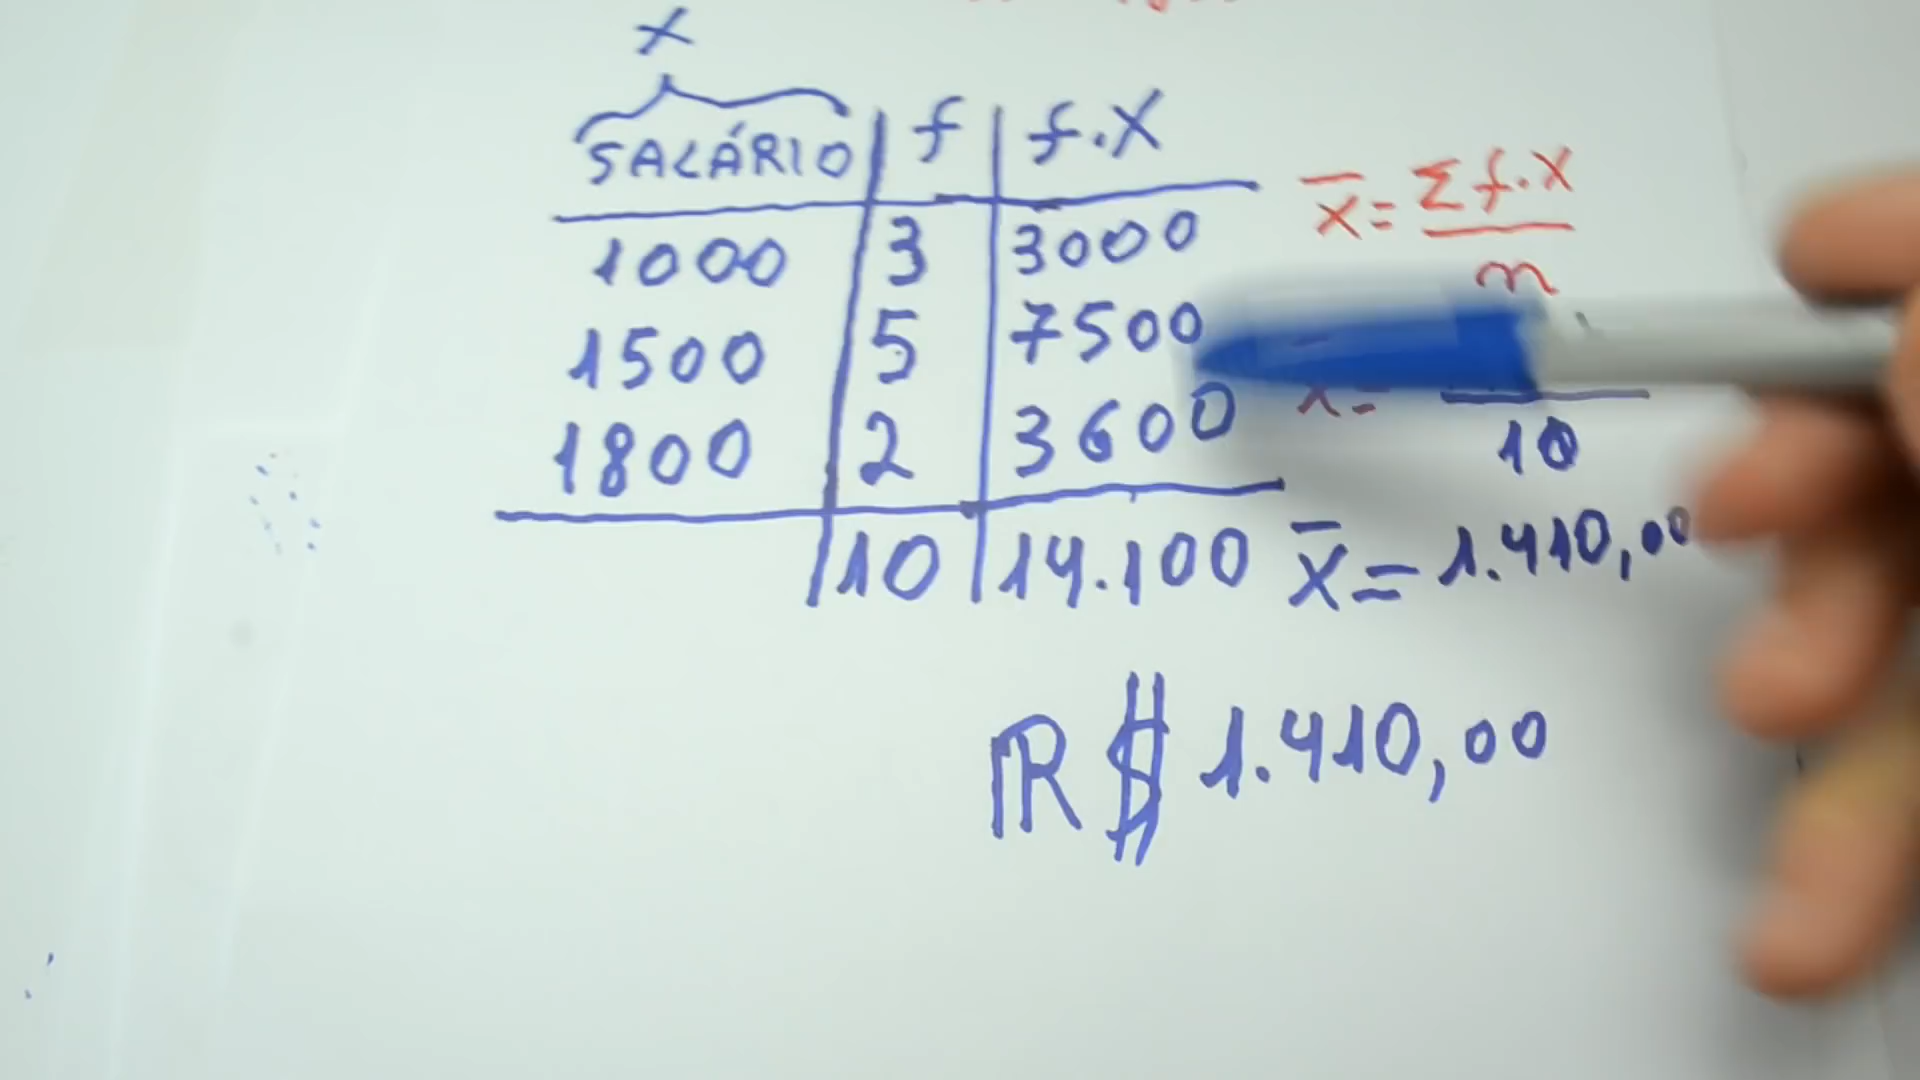 X
SALÁRIO f f.X
1000 3 3000
1500 5 7500
1800 2 3600
10 14.100
x̄ = Σf.X
n
10
x̄ = 1.410,00
R$ 1.410,00